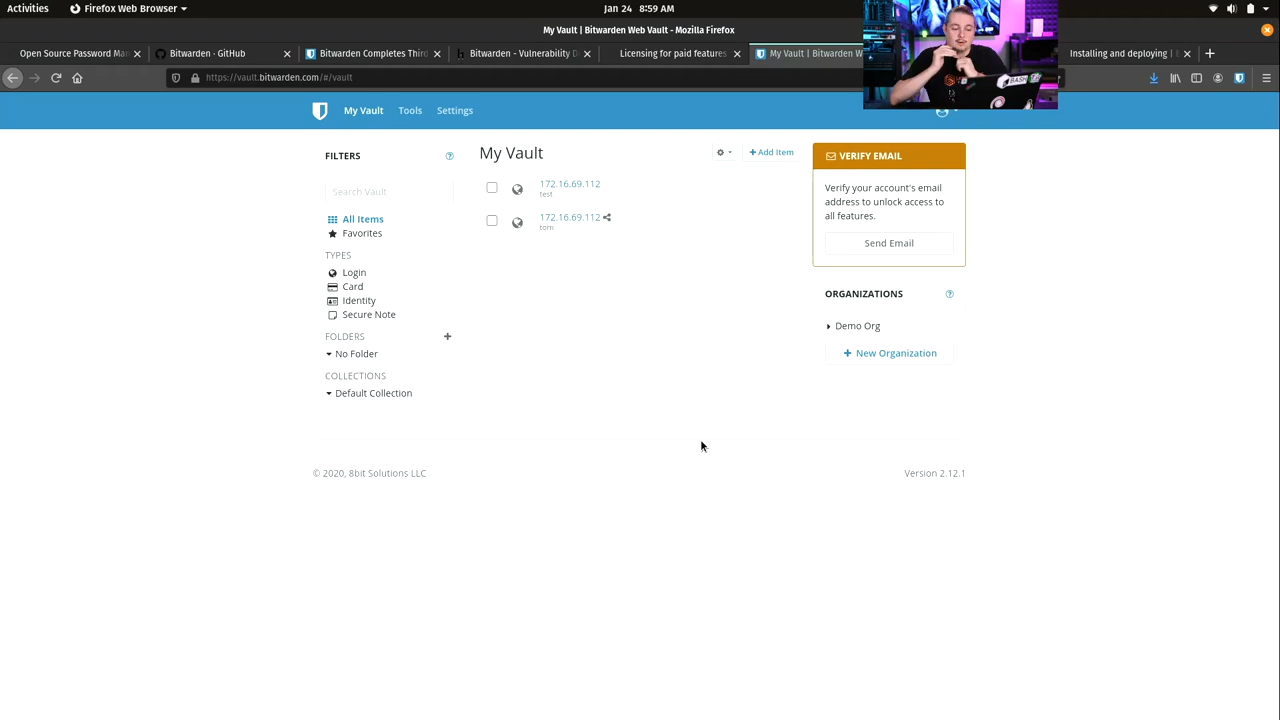 Activities
Firefox Web Browser
Jan 24 8:59 AM
My Vault | Bitwarden Web Vault - Mozilla Firefox
Open Source Password Man
Bitwarden · GitHub
Bitwarden Completes Third
Bitwarden - Vulnerability D
Licensing for paid features
My Vault | Bitwarden W
Installing and deploying |
https://vault.bitwarden.com/#/vault
My Vault
Tools
Settings
BASH
FILTERS
Search Vault
All Items
Favorites
TYPES
Login
Card
Identity
Secure Note
FOLDERS
No Folder
COLLECTIONS
Default Collection
My Vault
Add Item
172.16.69.112
test
172.16.69.112
tom
VERIFY EMAIL
Verify your account's email
address to unlock access to
all features.
Send Email
ORGANIZATIONS
Demo Org
New Organization
© 2020, 8bit Solutions LLC
Version 2.12.1